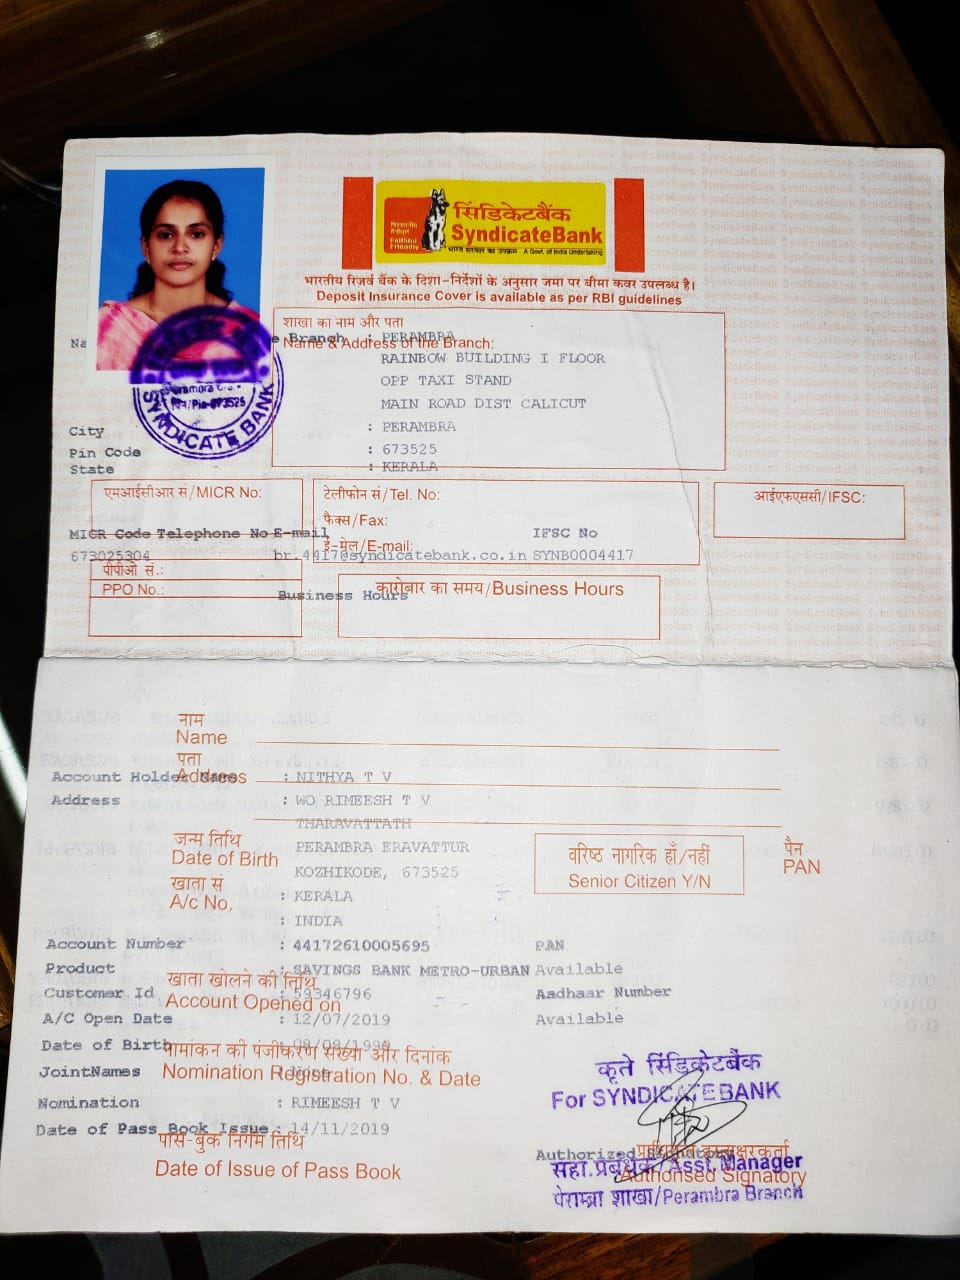 विश्वसनीय
मैत्रीपूर्ण
Faithful
Friendly
सिंडिकेटबैंक
SyndicateBank
भारत सरकार का उपक्रम A Govt. of India Undertaking
भारतीय रिज़र्व बैंक के दिशा-निर्देशों के अनुसार जमा पर बीमा कवर उपलब्ध है।
Deposit Insurance Cover is available as per RBI guidelines
शाखा का नाम और पता
Branch : PERAMBRA
Name & Address of the Branch:
RAINBOW BUILDING I FLOOR
OPP TAXI STAND
MAIN ROAD DIST CALICUT
City : PERAMBRA
Pin Code : 673525
State : KERALA
पिन/Pin-673525
SYNDICATE BANK
एमआईसीआर सं/MICR No:
टेलीफोन सं/Tel. No:
आईएफएससी/IFSC:
फैक्स/Fax:
MICR Code Telephone No E-mail IFSC No
ई-मेल/E-mail:
673025304 br.4417@syndicatebank.co.in SYNB0004417
पीपीओ सं.:
PPO No.:
कारोबार का समय/Business Hours
Business Hours
नाम
Name
पता
Address
Account Holder Name : NITHYA T V
Address : WO RIMEESH T V
THARAVATTATH
जन्म तिथि
Date of Birth
PERAMBRA ERAVATTUR
KOZHIKODE, 673525
वरिष्ठ नागरिक हाँ/नहीं
Senior Citizen Y/N
पैन
PAN
खाता सं
A/c No.
: KERALA
: INDIA
Account Number : 44172610005695 PAN
Product : SAVINGS BANK METRO-URBAN Available
खाता खोलने की तिथि
Account Opened on
Customer Id : 59346796 Aadhaar Number
A/C Open Date : 12/07/2019 Available
Date of Birth : 08/08/1990
नामांकन की पंजीकरण संख्या और दिनांक
Nomination Registration No. & Date
JointNames : None
Nomination : RIMEESH T V
Date of Pass Book Issue : 14/11/2019
पास-बुक निर्गम तिथि
Date of Issue of Pass Book
कृते सिंडिकेटबैंक
For SYNDICATE BANK
Authorized Signatory
प्राधिकृत हस्ताक्षरकर्ता
Authorised Signatory
सहा. प्रबंधक/Asst. Manager
पेराम्ब्रा शाखा/Perambra Branch